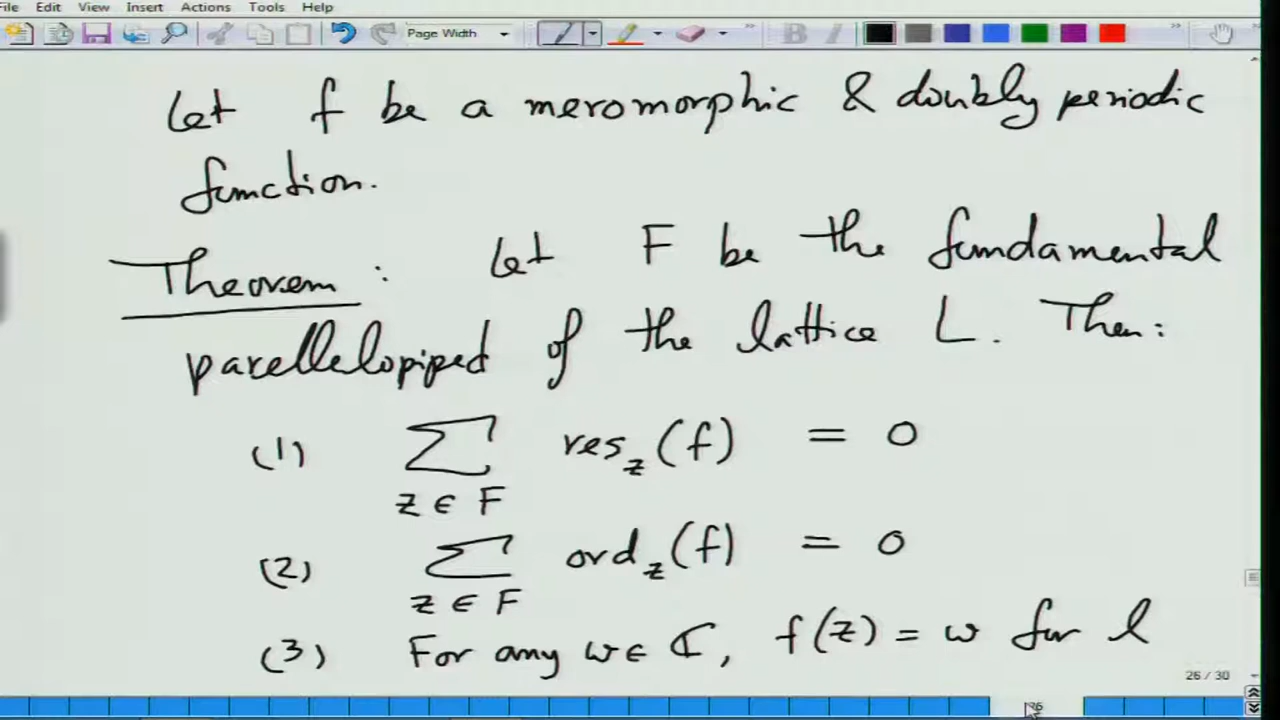 File Edit View Insert Actions Tools Help
Page Width
Let f be a meromorphic & doubly periodic
function.
Theorem : Let F be the fundamental
parellelopiped of the lattice L. Then:
(1) ∑ res_z(f) = 0
z ∈ F
(2) ∑ ord_z(f) = 0
z ∈ F
(3) For any w ∈ ℂ, f(z) = w for l
26 / 30